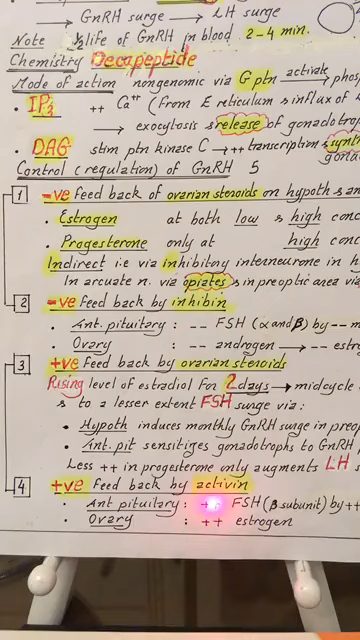 → GnRH surge → LH surge
Note ½ life of GnRH in blood 2-4 min.
Chemistry Decapeptide
Mode of action nongenomic via G ptn activate → phosp
• IP3 ++ Ca++ (from E reticulum & influx of
→ exocytosis & release of gonadotro
• DAG stim ptn kinase C → ++ transcription & synt
gona
Control (regulation) of GnRH 5
1 -ve feed back of ovarian steroids on hypoth & an
• Estrogen at both low & high conc
• Progesterone only at high conc
Indirect i.e via inhibitory interneurone in h
In arcuate n. via opiates & in preoptic area via
2 -ve feed back by inhibin
• Ant. pituitary : -- FSH (α and β) by -- m
• Ovary : -- androgen → -- estro
3 +ve feed back by ovarian steroids
Rising level of estradiol for 2 days → midcycle
& to a lesser extent FSH surge via:
• Hypoth induces monthly GnRH surge in preop
• Ant. pit sensitizes gonadotrophs to GnRH
Less ++ in progesterone only augments LH s
4 +ve feed back by activin
• Ant pituitary : ++ FSH (β subunit) by ++
• Ovary : ++ estrogen